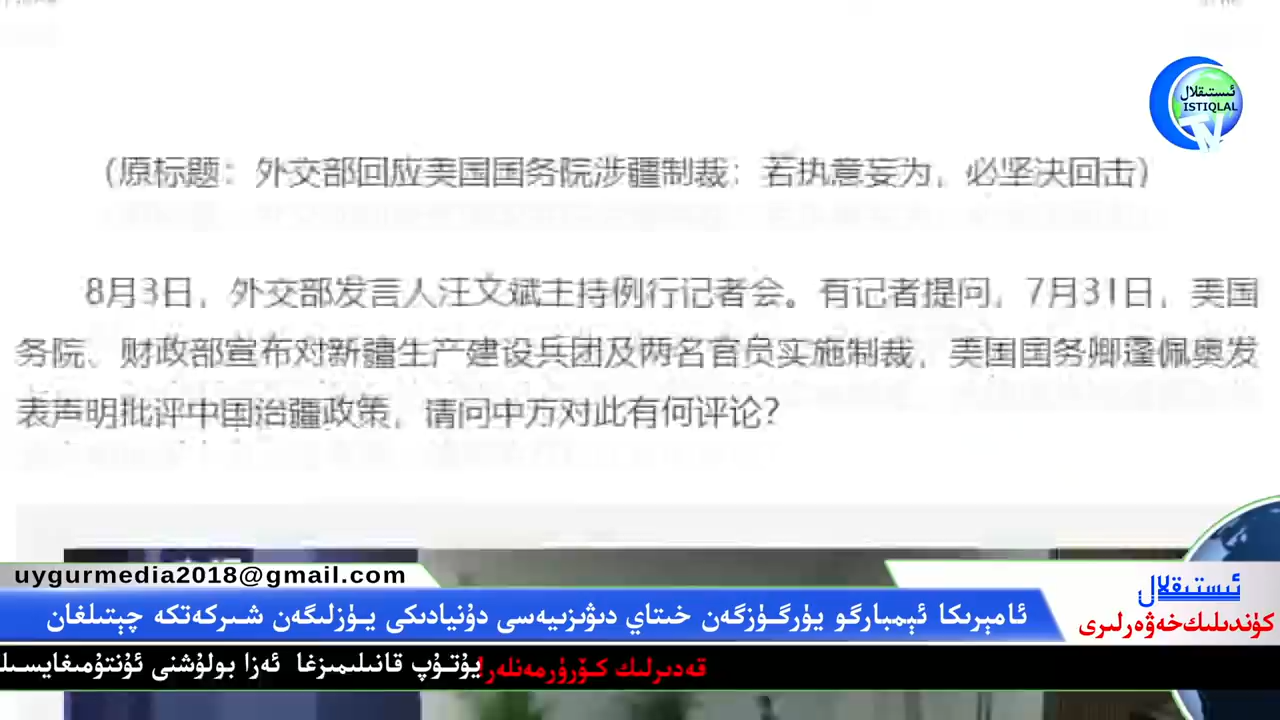 ئىستىقلال
ISTIQLAL
TV
（原标题：外交部回应美国国务院涉疆制裁：若执意妄为，必坚决回击）
8月3日，外交部发言人汪文斌主持例行记者会。有记者提问，7月31日，美国
务院、财政部宣布对新疆生产建设兵团及两名官员实施制裁，美国国务卿蓬佩奥发
表声明批评中国治疆政策，请问中方对此有何评论？
uygurmedia2018@gmail.com
ئىستىقلال
كۈندىلىك خەۋەرلىرى
ئامېرىكا ئېمبارگو يۈرگۈزگەن خىتاي دىۋىزىيەسى دۇنيادىكى يۈزلىگەن شىركەتكە چېتىلغان
قەدىرلىك كۆرۈرمەنلەر! يۇتۇپ قانىلىمىزغا ئەزا بولۇشنى ئۇنتۇمىغايسىلـ